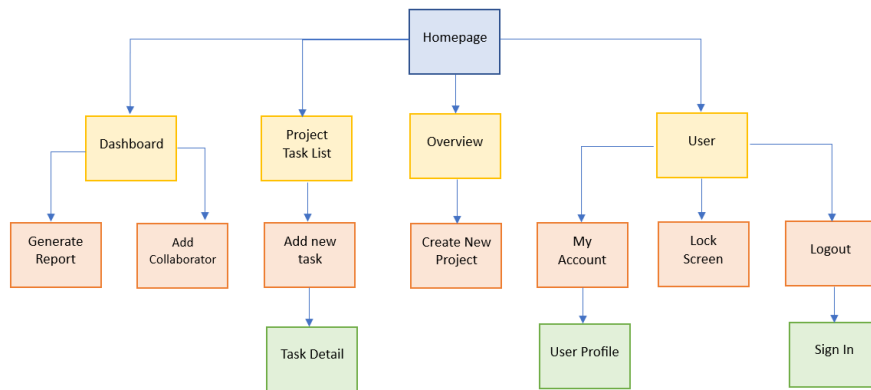 Homepage
Dashboard
Project
Task List
Overview
User
Generate
Report
Add
Collaborator
Add new
task
Create New
Project
My
Account
Lock
Screen
Logout
Task Detail
User Profile
Sign In